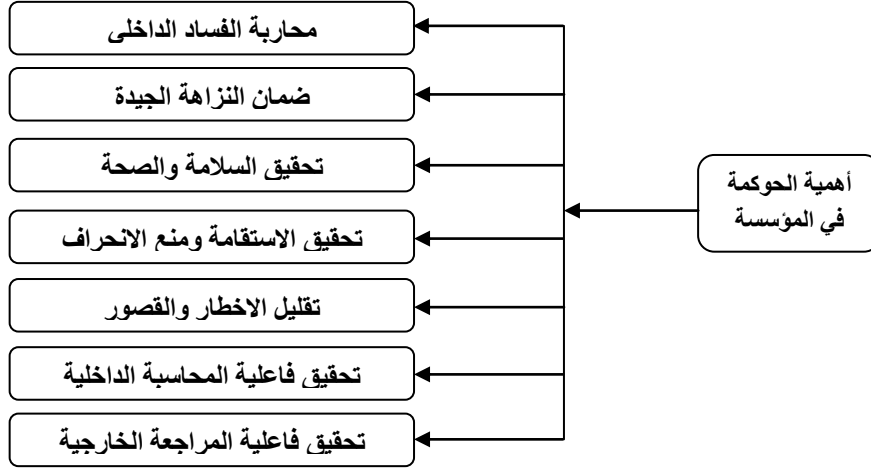 أهمية الحوكمة
في المؤسسة
محاربة الفساد الداخلى
ضمان النزاهة الجيدة
تحقيق السلامة والصحة
تحقيق الاستقامة ومنع الانحراف
تقليل الاخطار والقصور
تحقيق فاعلية المحاسبة الداخلية
تحقيق فاعلية المراجعة الخارجية